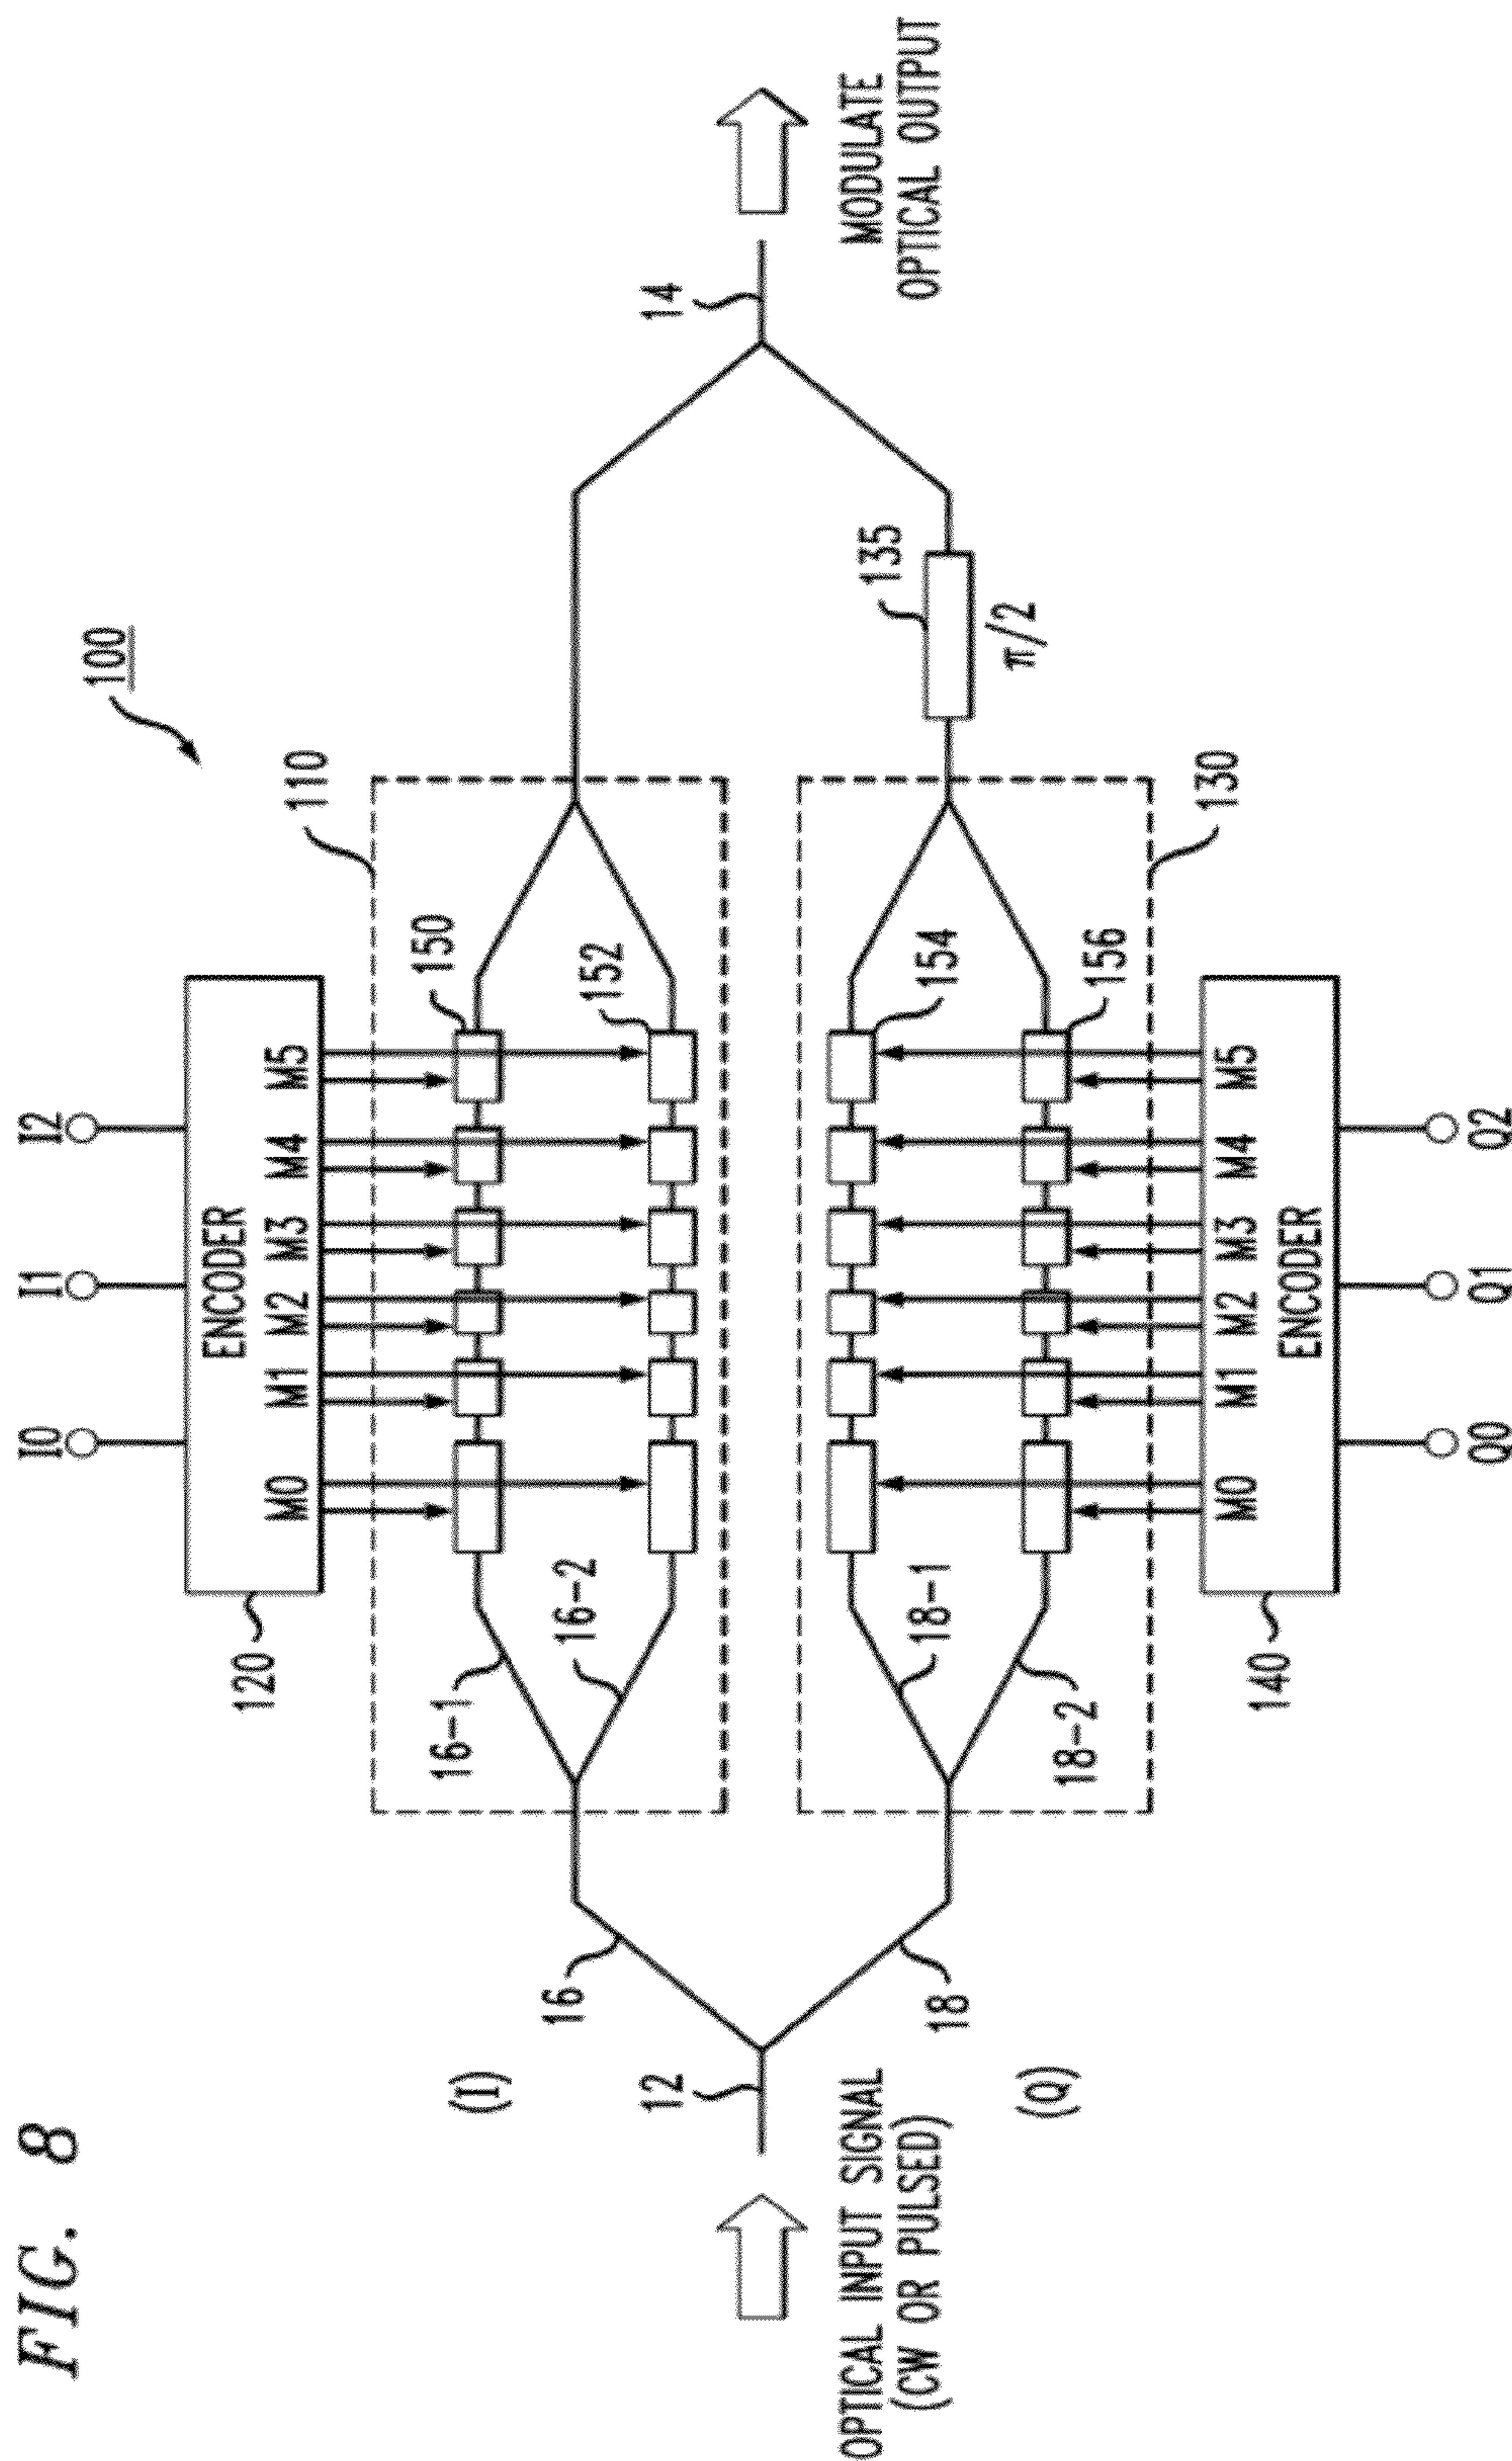 FIG. 8
100
I0
I1
I2
120
ENCODER
M0
M1
M2
M3
M4
M5
110
150
16-1
16-2
152
(I)
16
12
14
OPTICAL INPUT SIGNAL
(CW OR PULSED)
MODULATE
OPTICAL OUTPUT
18
(Q)
18-1
18-2
154
156
135
π/2
130
M0
M1
M2
M3
M4
M5
ENCODER
140
Q0
Q1
Q2